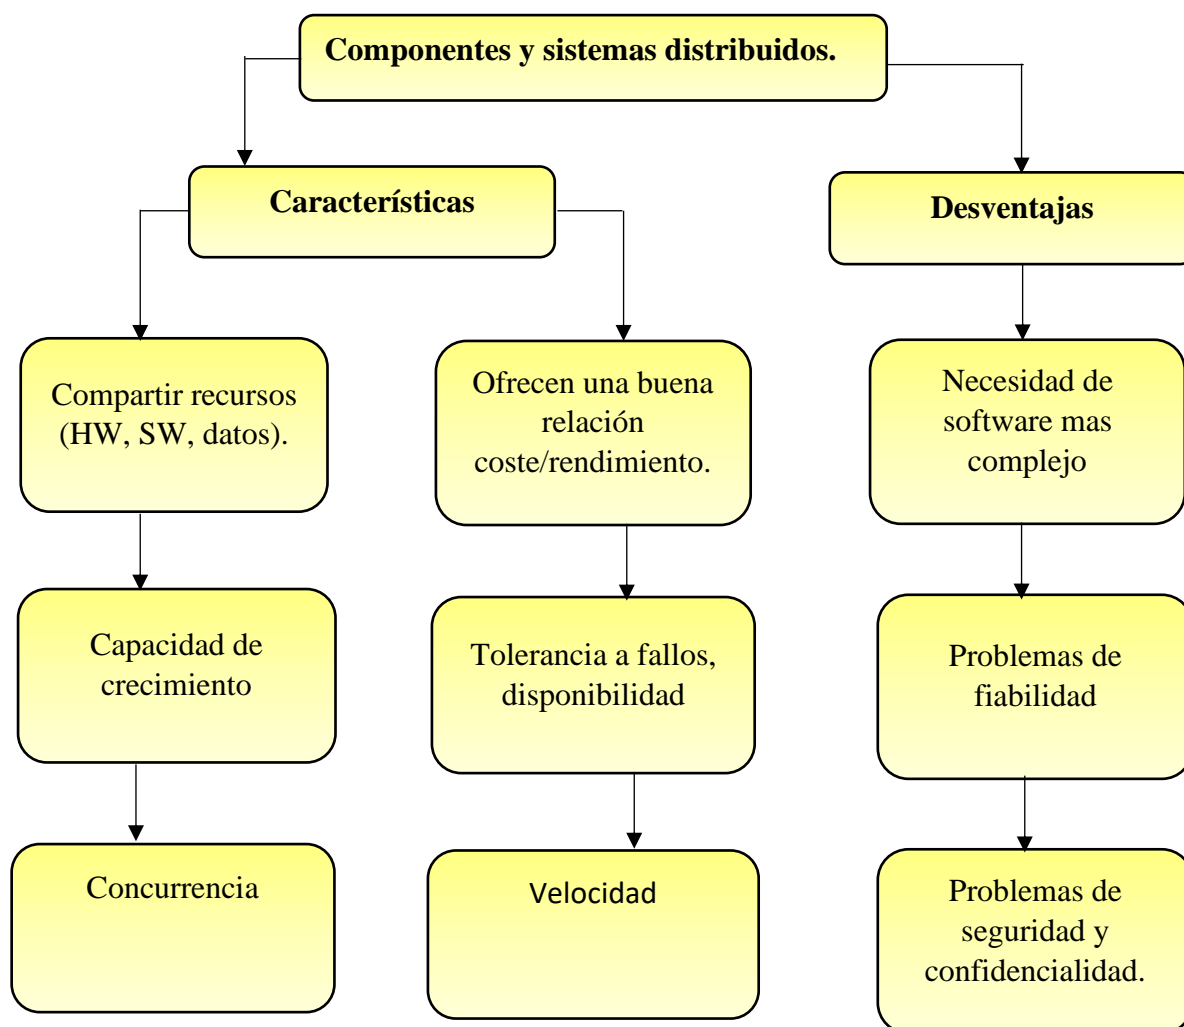 Componentes y sistemas distribuidos.
Características
Desventajas
Compartir recursos
(HW, SW, datos).
Ofrecen una buena
relación
coste/rendimiento.
Necesidad de
software mas
complejo
Capacidad de
crecimiento
Tolerancia a fallos,
disponibilidad
Problemas de
fiabilidad
Concurrencia
Velocidad
Problemas de
seguridad y
confidencialidad.